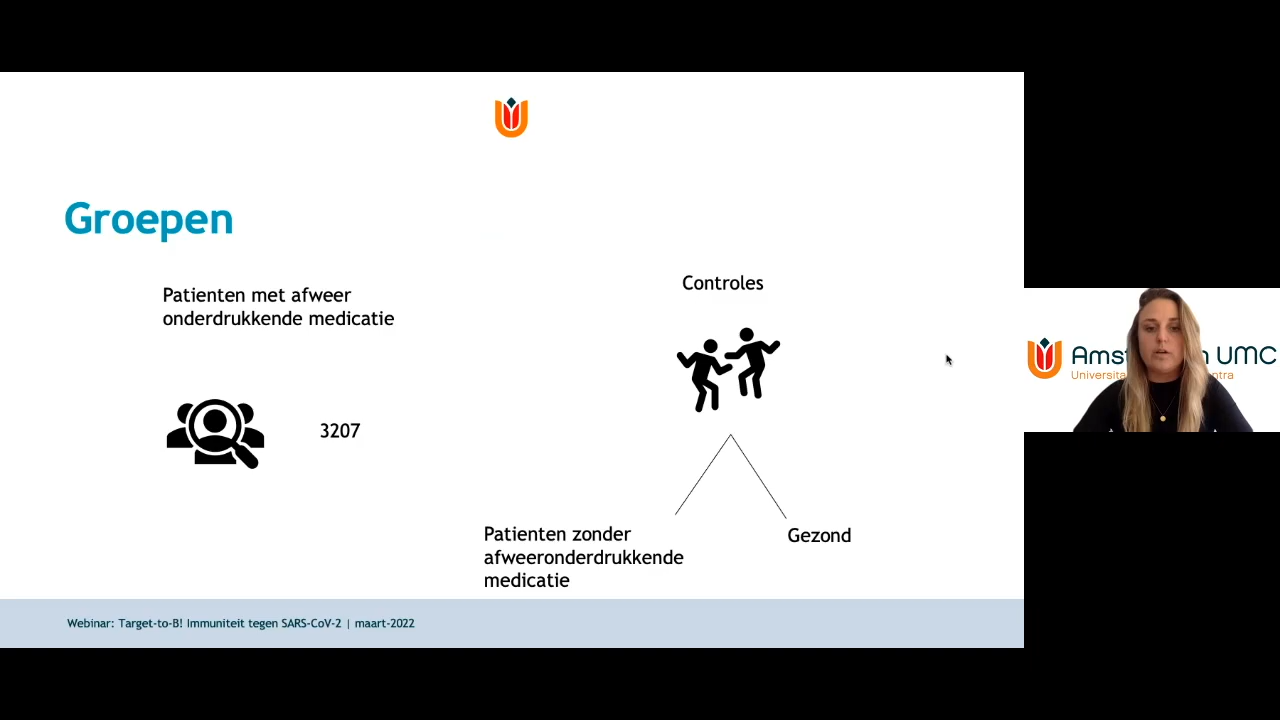 Groepen
Patienten met afweer
onderdrukkende medicatie
3207
Controles
Patienten zonder
afweeronderdrukkende
medicatie
Gezond
Webinar: Target-to-B! Immuniteit tegen SARS-CoV-2 | maart-2022
UMC